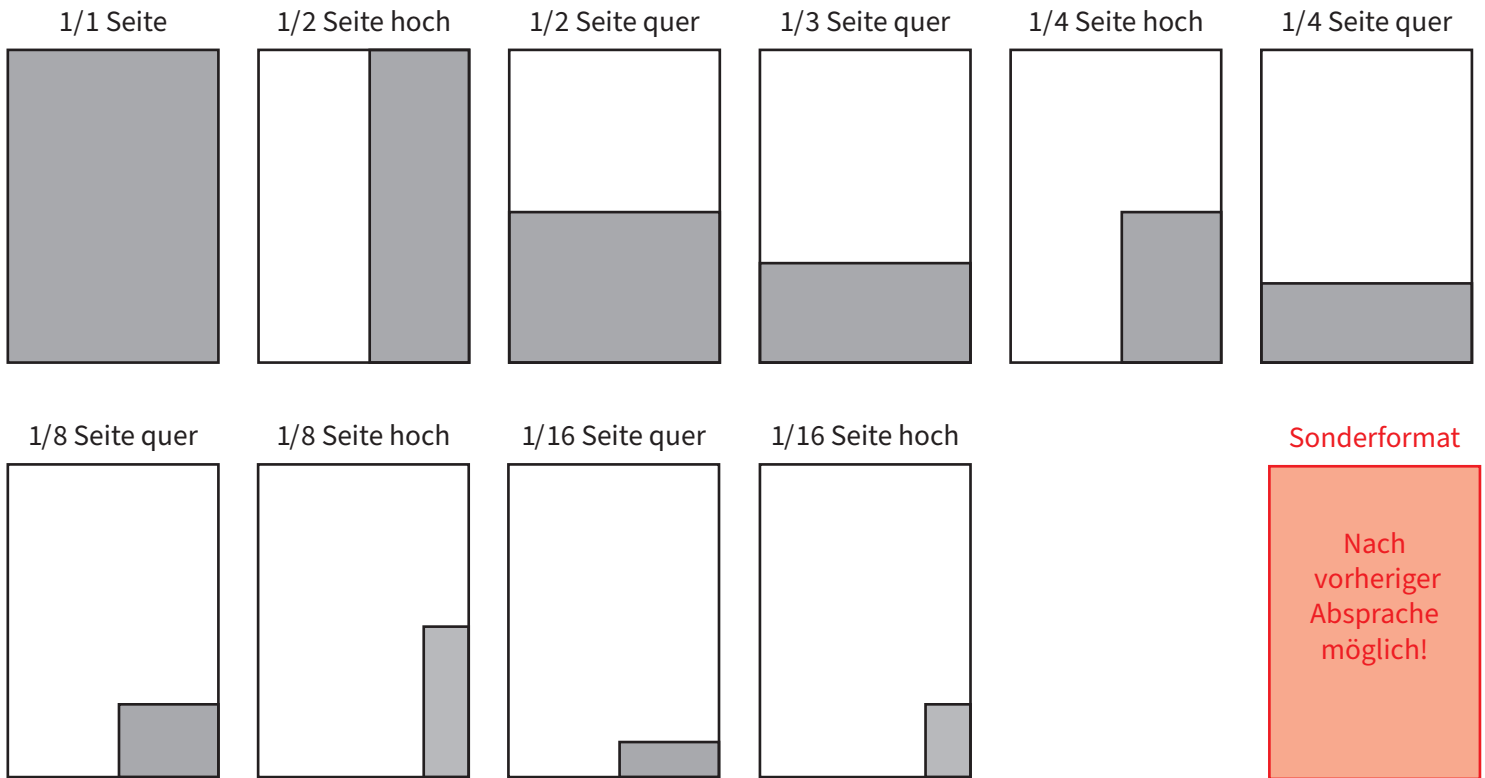 1/1 Seite
1/2 Seite hoch
1/2 Seite quer
1/3 Seite quer
1/4 Seite hoch
1/4 Seite quer
1/8 Seite quer
1/8 Seite hoch
1/16 Seite quer
1/16 Seite hoch
Sonderformat
Nach
vorheriger
Absprache
möglich!